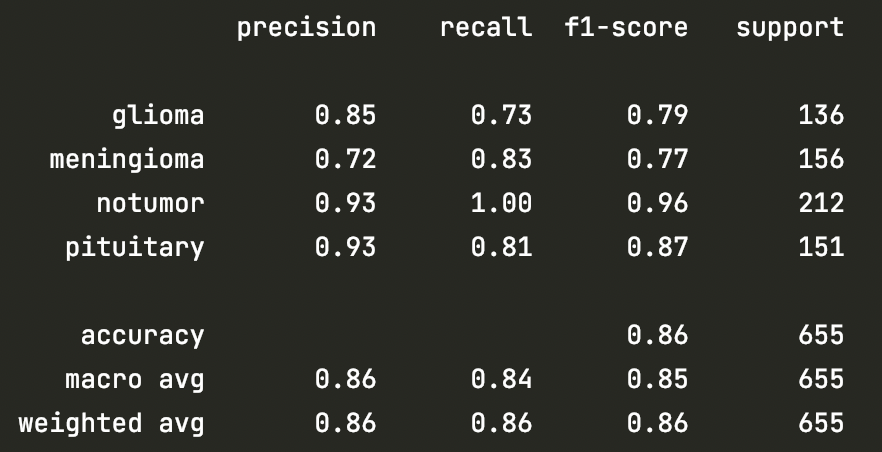 precision recall f1-score support
glioma 0.85 0.73 0.79 136
meningioma 0.72 0.83 0.77 156
notumor 0.93 1.00 0.96 212
pituitary 0.93 0.81 0.87 151
accuracy 0.86 655
macro avg 0.86 0.84 0.85 655
weighted avg 0.86 0.86 0.86 655